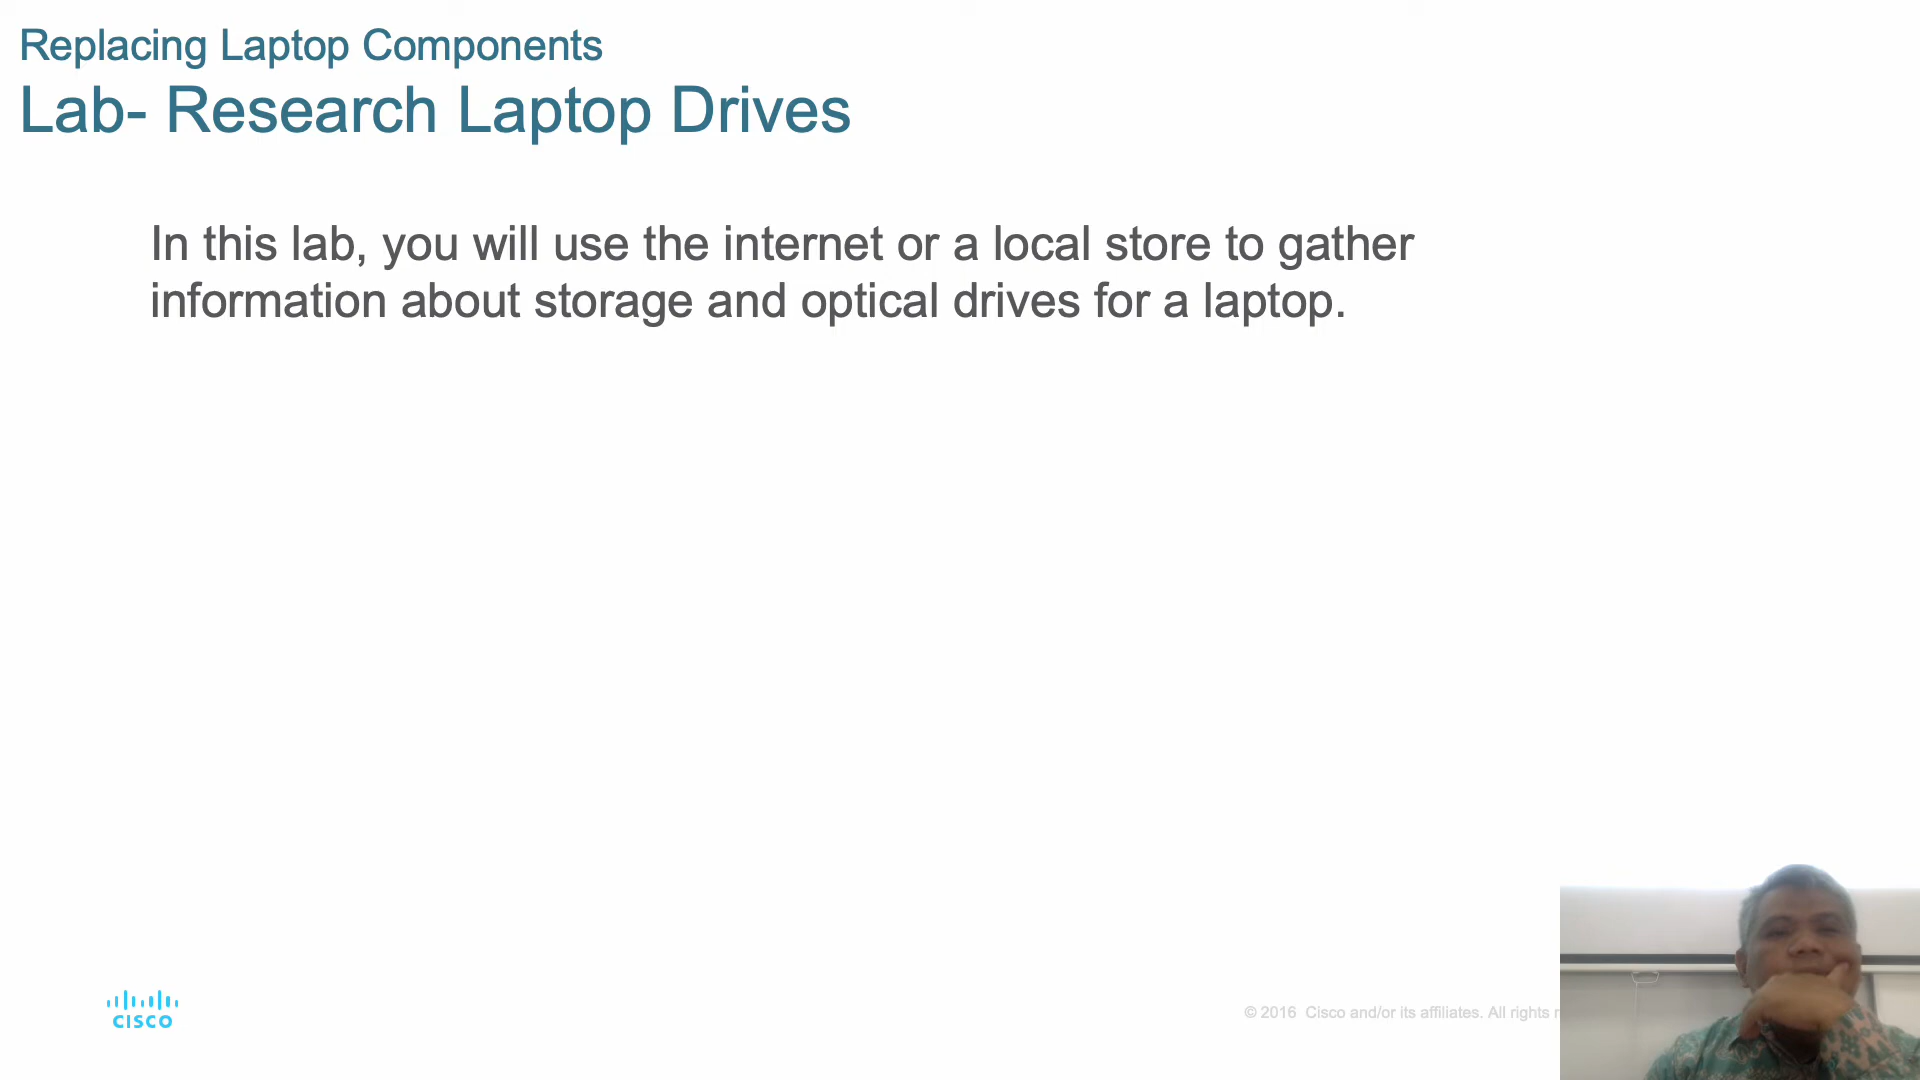 Replacing Laptop Components
Lab- Research Laptop Drives
In this lab, you will use the internet or a local store to gather
information about storage and optical drives for a laptop.
CISCO
© 2016 Cisco and/or its affiliates. All rights